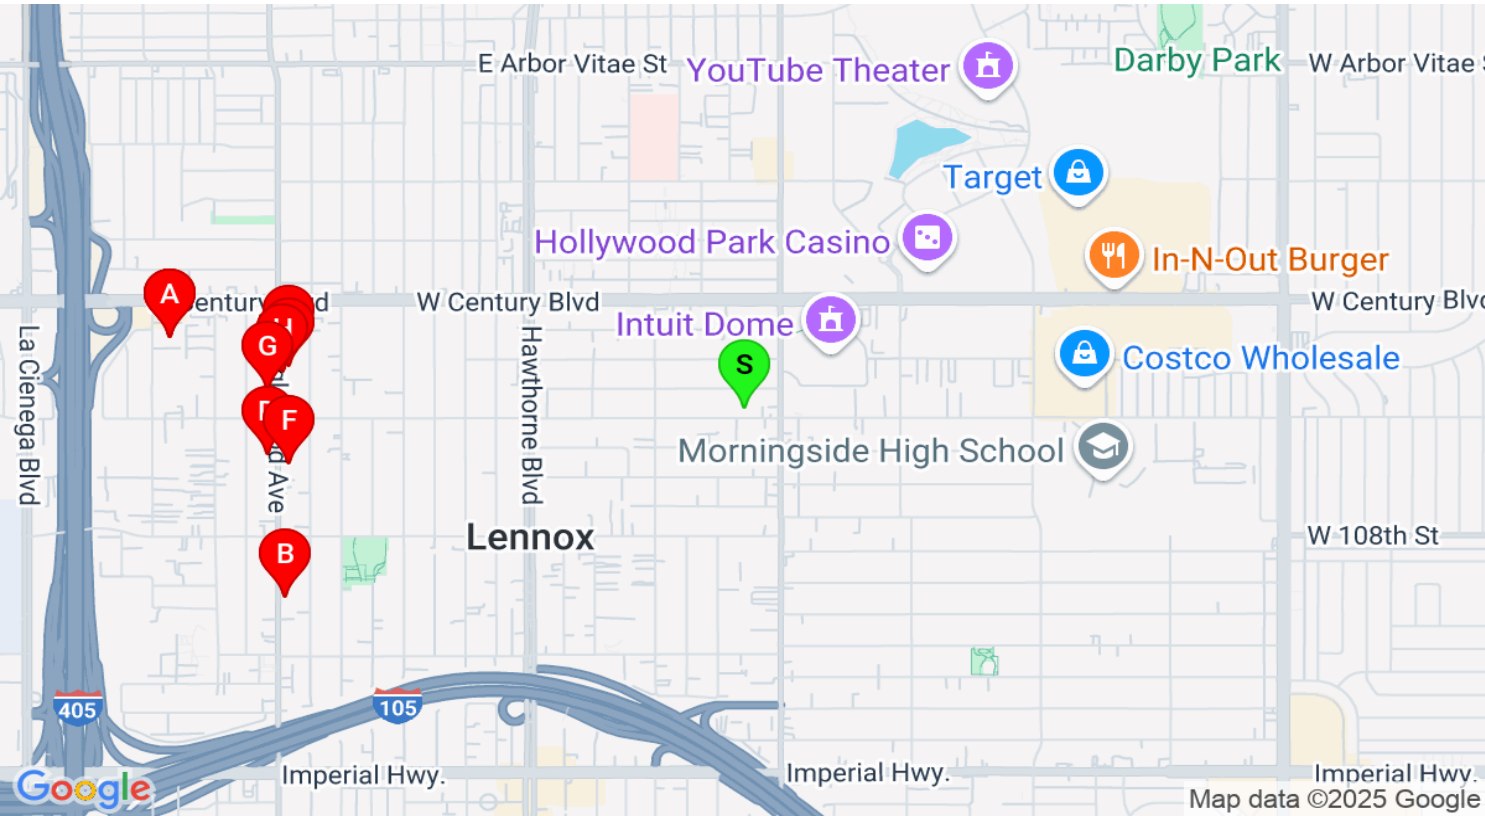 E Arbor Vitae St
YouTube Theater
Darby Park
W Arbor Vitae
Target
Hollywood Park Casino
In-N-Out Burger
A
W Century Blvd
W Century Blvd
Intuit Dome
H
G
S
Costco Wholesale
La Cienega Blvd
Hawthorne Blvd
F
Ave
Morningside High School
B
Lennox
W 108th St
405
105
Imperial Hwy.
Imperial Hwy.
Imperial Hwy.
Google
Map data ©2025 Google